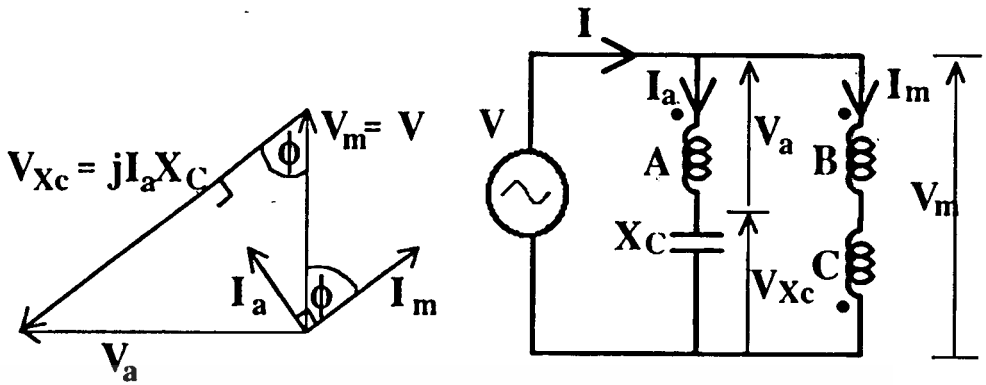 V_m = V
ϕ
V_Xc = jI_aX_C
I_a
ϕ
I_m
V_a
I
I_a
I_m
V
A
V_a
B
V_m
X_C
V_Xc
C